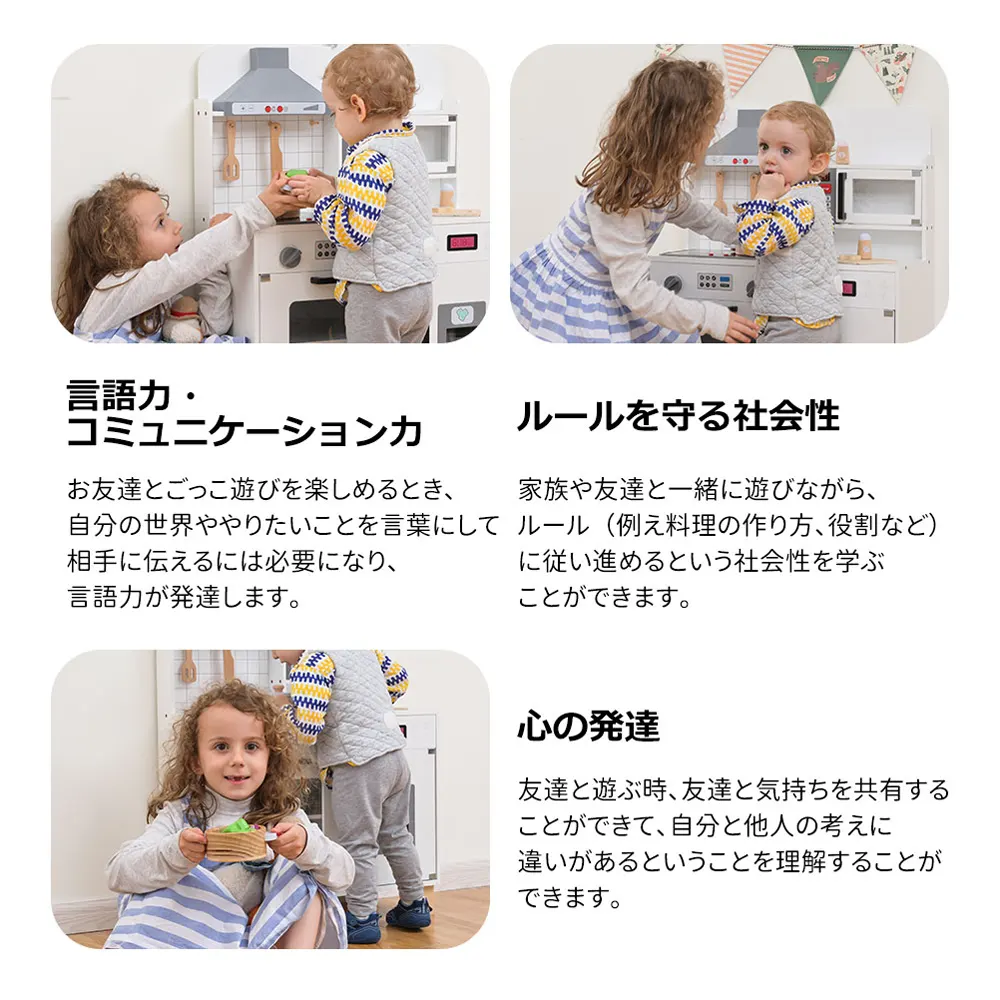 言語力・
コミュニケーション力
お友達とごっこ遊びを楽しめるとき、
自分の世界ややりたいことを言葉にして
相手に伝えるには必要になり、
言語力が発達します。
ルールを守る社会性
家族や友達と一緒に遊びながら、
ルール（例え料理の作り方、役割など）
に従い進めるという社会性を学ぶ
ことができます。
心の発達
友達と遊ぶ時、友達と気持ちを共有する
ことができて、自分と他人の考えに
違いがあるということを理解することが
できます。